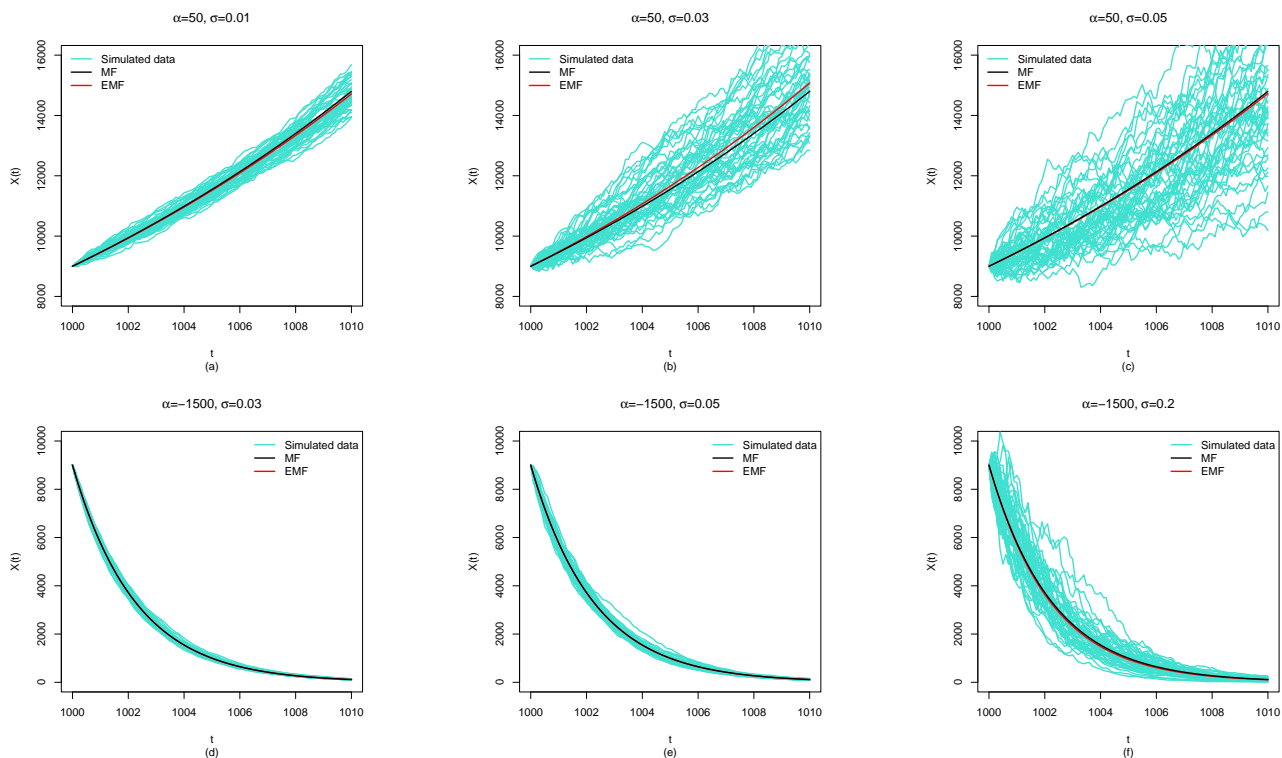 α=50, σ=0.01
X(t)
16000
14000
12000
10000
8000
Simulated data
MF
EMF
1000 1002 1004 1006 1008 1010
t
(a)
α=50, σ=0.03
X(t)
16000
14000
12000
10000
8000
Simulated data
MF
EMF
1000 1002 1004 1006 1008 1010
t
(b)
α=50, σ=0.05
X(t)
16000
14000
12000
10000
8000
Simulated data
MF
EMF
1000 1002 1004 1006 1008 1010
t
(c)
α=−1500, σ=0.03
X(t)
10000
8000
6000
4000
2000
0
Simulated data
MF
EMF
1000 1002 1004 1006 1008 1010
t
(d)
α=−1500, σ=0.05
X(t)
10000
8000
6000
4000
2000
0
Simulated data
MF
EMF
1000 1002 1004 1006 1008 1010
t
(e)
α=−1500, σ=0.2
X(t)
10000
8000
6000
4000
2000
0
Simulated data
MF
EMF
1000 1002 1004 1006 1008 1010
t
(f)